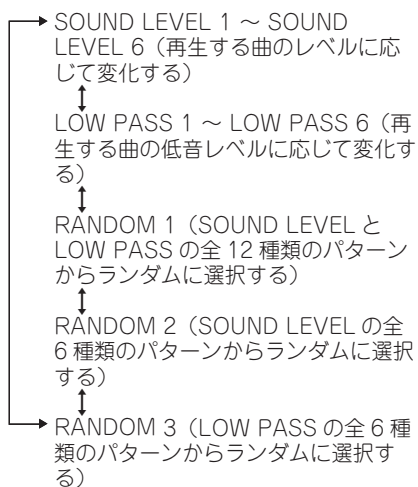 SOUND LEVEL 1 ～ SOUND
LEVEL 6（再生する曲のレベルに応
じて変化する）
LOW PASS 1 ～ LOW PASS 6（再
生する曲の低音レベルに応じて変化す
る）
RANDOM 1（SOUND LEVEL と
LOW PASS の全 12 種類のパターン
からランダムに選択する）
RANDOM 2（SOUND LEVEL の全
6 種類のパターンからランダムに選択
する）
RANDOM 3（LOW PASS の全 6 種
類のパターンからランダムに選択す
る）